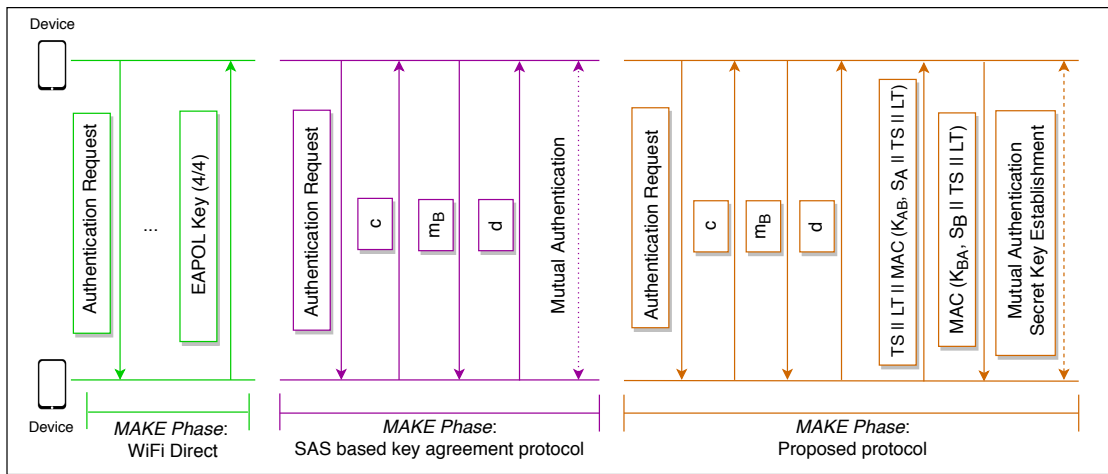 Device
Authentication Request
...
EAPOL Key (4/4)
Device
MAKE Phase:
WiFi Direct
Authentication Request
c
mB
d
Mutual Authentication
MAKE Phase:
SAS based key agreement protocol
Authentication Request
c
mB
d
TS II LT II MAC (KAB, SA II TS II LT)
MAC (KBA, SB II TS II LT)
Mutual Authentication
Secret Key Establishment
MAKE Phase:
Proposed protocol